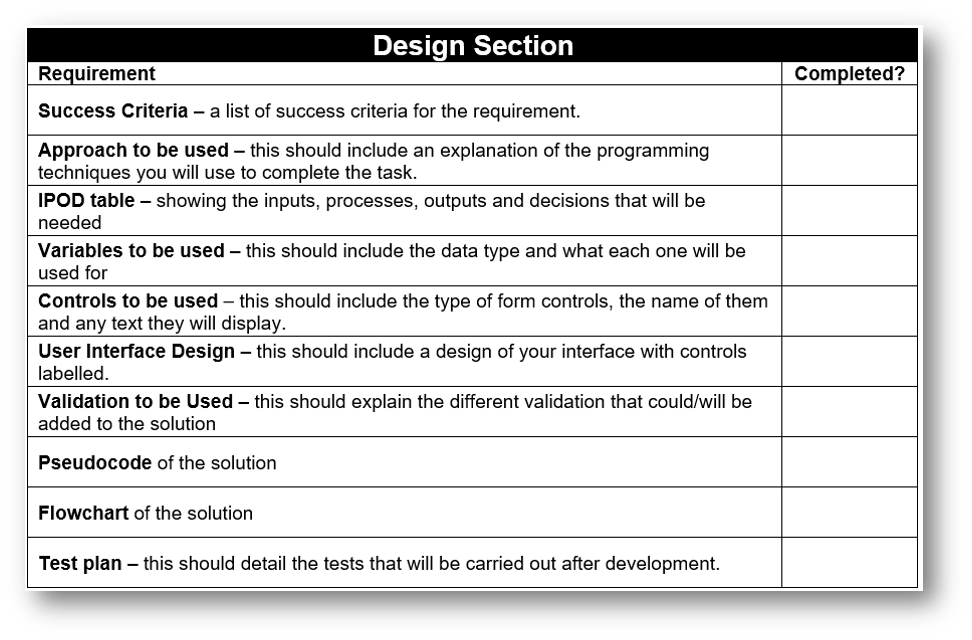 Design Section
Requirement Completed?
Success Criteria – a list of success criteria for the requirement.
Approach to be used – this should include an explanation of the programming
techniques you will use to complete the task.
IPOD table – showing the inputs, processes, outputs and decisions that will be
needed
Variables to be used – this should include the data type and what each one will be
used for
Controls to be used – this should include the type of form controls, the name of them
and any text they will display.
User Interface Design – this should include a design of your interface with controls
labelled.
Validation to be Used – this should explain the different validation that could/will be
added to the solution
Pseudocode of the solution
Flowchart of the solution
Test plan – this should detail the tests that will be carried out after development.